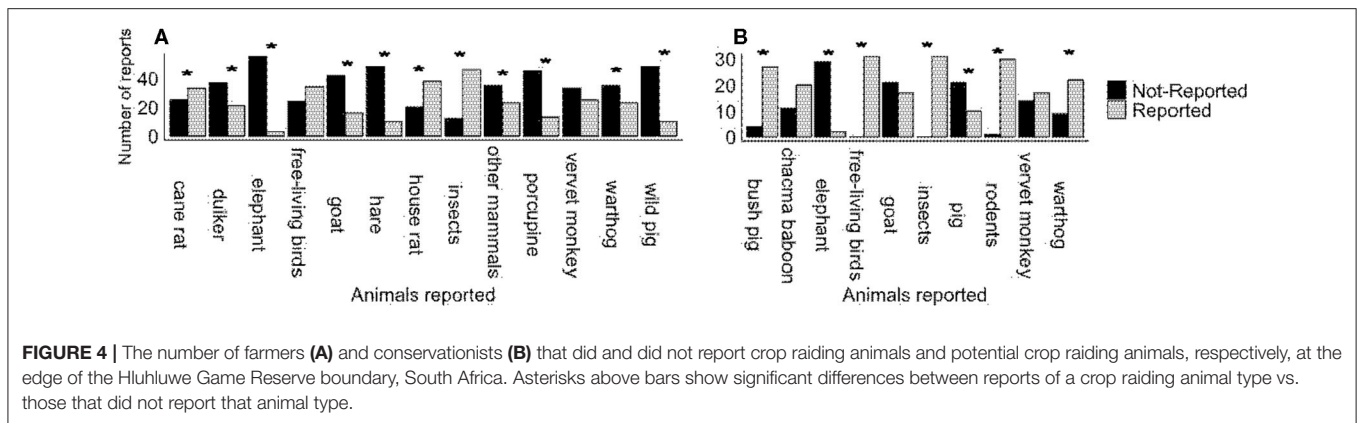 A
B
Number of reports
40
20
0
30
20
10
0
Not-Reported
Reported
cane rat
duiker
elephant
free-living birds
goat
hare
house rat
insects
other mammals
porcupine
vervet monkey
warthog
wild pig
bush pig
chacma baboon
elephant
free-living birds
goat
insects
pig
rodents
vervet monkey
warthog
Animals reported
Animals reported
FIGURE 4 | The number of farmers (A) and conservationists (B) that did and did not report crop raiding animals and potential crop raiding animals, respectively, at the
edge of the Hluhluwe Game Reserve boundary, South Africa. Asterisks above bars show significant differences between reports of a crop raiding animal type vs.
those that did not report that animal type.